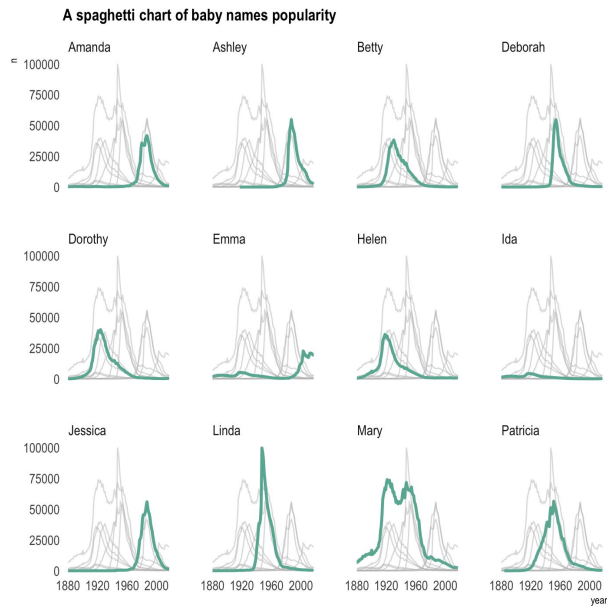 A spaghetti chart of baby names popularity
Amanda Ashley Betty Deborah
n
100000
75000
50000
25000
0
Dorothy Emma Helen Ida
100000
75000
50000
25000
0
Jessica Linda Mary Patricia
100000
75000
50000
25000
0
1880 1920 1960 2000 1880 1920 1960 2000 1880 1920 1960 2000 1880 1920 1960 2000
year